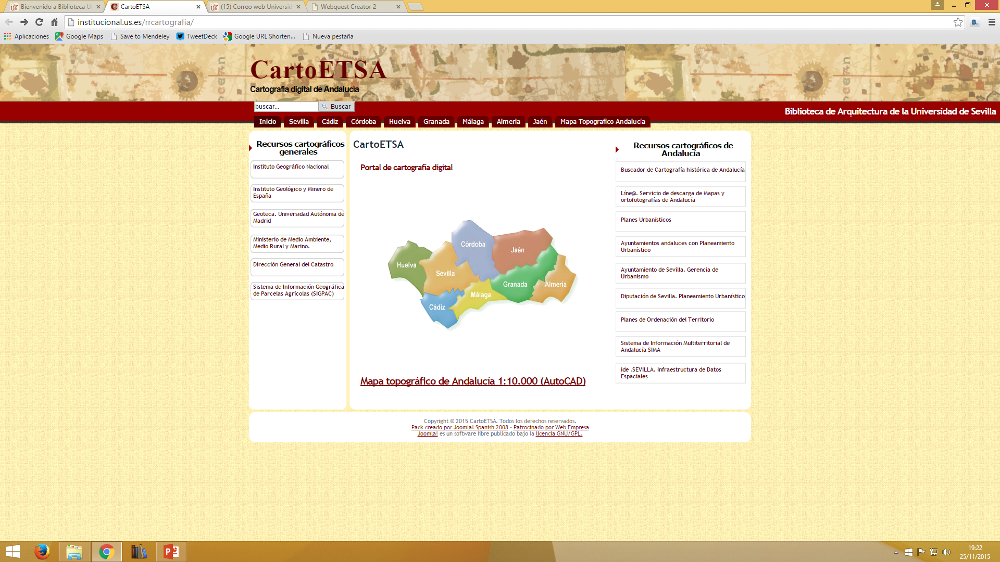 Bienvenido a Biblioteca Un
CartoETSA
(15) Correo web Universid
Webquest Creator 2
institucional.us.es/rrcartografia/
Aplicaciones
Google Maps
Save to Mendeley
TweetDeck
Google URL Shorten...
Nueva pestaña
CartoETSA
Cartografia digital de Andalucía
buscar...
Buscar
Biblioteca de Arquitectura de la Universidad de Sevilla
Inicio
Sevilla
Cádiz
Córdoba
Huelva
Granada
Málaga
Almeria
Jaén
Mapa Topografico Andalucía
Recursos cartográficos
generales
Instituto Geográfico Nacional
Instituto Geológico y Minero de
España
Geoteca. Universidad Autónoma de
Madrid
Ministerio de Medio Ambiente,
Medio Rural y Marino.
Dirección General del Catastro
Sistema de Información Geográfica
de Parcelas Agrícolas (SIGPAC)
CartoETSA
Portal de cartografía digital
Córdoba
Jaén
Huelva
Sevilla
Granada
Almería
Málaga
Cádiz
Mapa topográfico de Andalucía 1:10.000 (AutoCAD)
Recursos cartográficos de
Andalucía
Buscador de Cartografía histórica de Andalucía
Líne@. Servicio de descarga de Mapas y
ortofotografías de Andalucía
Planes Urbanísticos
Ayuntamientos andaluces con Planeamiento
Urbanístico
Ayuntamiento de Sevilla. Gerencia de
Urbanismo
Diputación de Sevilla. Planeamiento Urbanístico
Planes de Ordenación del Territorio
Sistema de Información Multiterritorial de
Andalucía SIMA
ide .SEVILLA. Infraestructura de Datos
Espaciales
Copyright © 2015 CartoETSA. Todos los derechos reservados.
Pack creado por Joomla! Spanish 2008 - Patrocinado por Web Empresa
Joomla! es un software libre publicado bajo la licencia GNU/GPL.
19:22
25/11/2015